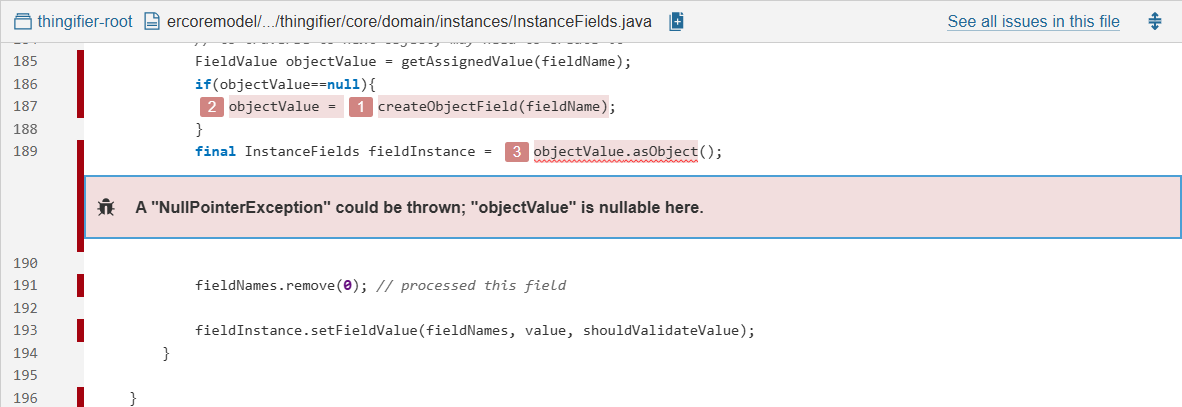 thingifier-root ercoremodel/.../thingifier/core/domain/instances/InstanceFields.java See all issues in this file
185 FieldValue objectValue = getAssignedValue(fieldName);
186 if(objectValue==null){
187 2 objectValue = 1 createObjectField(fieldName);
188 }
189 final InstanceFields fieldInstance = 3 objectValue.asObject();
A "NullPointerException" could be thrown; "objectValue" is nullable here.
190
191 fieldNames.remove(0); // processed this field
192
193 fieldInstance.setFieldValue(fieldNames, value, shouldValidateValue);
194 }
195
196 }